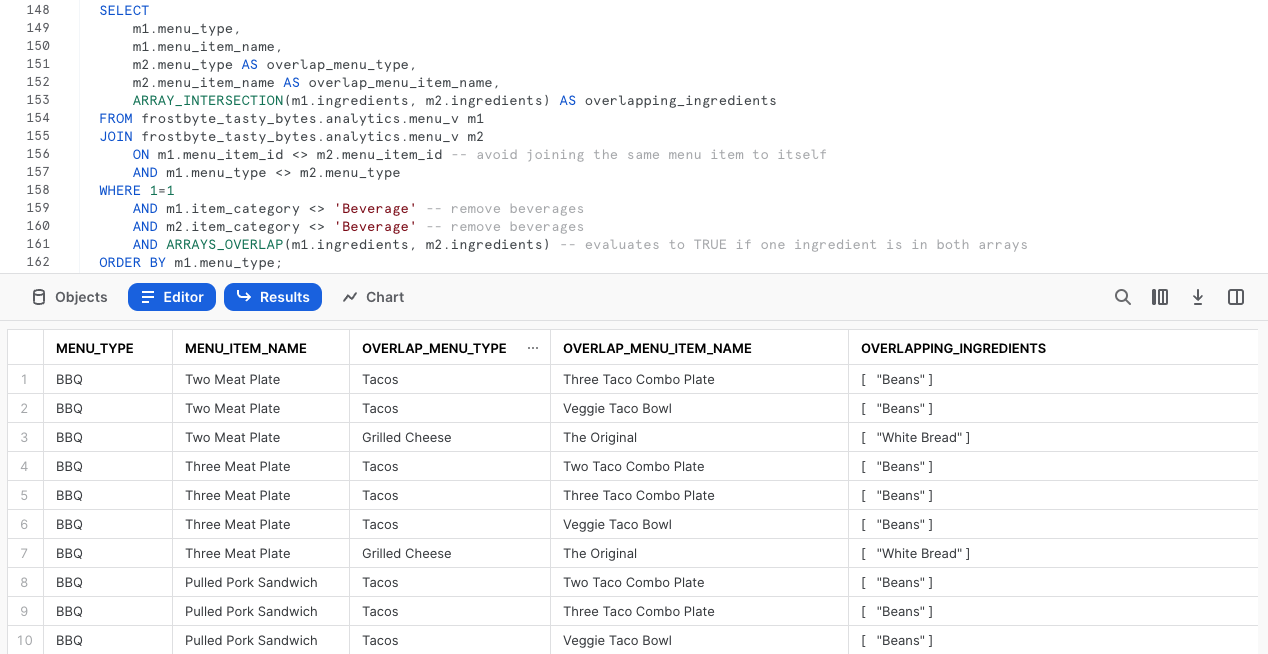 148 SELECT
149 m1.menu_type,
150 m1.menu_item_name,
151 m2.menu_type AS overlap_menu_type,
152 m2.menu_item_name AS overlap_menu_item_name,
153 ARRAY_INTERSECTION(m1.ingredients, m2.ingredients) AS overlapping_ingredients
154 FROM frostbyte_tasty_bytes.analytics.menu_v m1
155 JOIN frostbyte_tasty_bytes.analytics.menu_v m2
156 ON m1.menu_item_id <> m2.menu_item_id -- avoid joining the same menu item to itself
157 AND m1.menu_type <> m2.menu_type
158 WHERE 1=1
159 AND m1.item_category <> 'Beverage' -- remove beverages
160 AND m2.item_category <> 'Beverage' -- remove beverages
161 AND ARRAYS_OVERLAP(m1.ingredients, m2.ingredients) -- evaluates to TRUE if one ingredient is in both arrays
162 ORDER BY m1.menu_type;
Objects Editor Results Chart
MENU_TYPE MENU_ITEM_NAME OVERLAP_MENU_TYPE ... OVERLAP_MENU_ITEM_NAME OVERLAPPING_INGREDIENTS
1 BBQ Two Meat Plate Tacos Three Taco Combo Plate [ "Beans" ]
2 BBQ Two Meat Plate Tacos Veggie Taco Bowl [ "Beans" ]
3 BBQ Two Meat Plate Grilled Cheese The Original [ "White Bread" ]
4 BBQ Three Meat Plate Tacos Two Taco Combo Plate [ "Beans" ]
5 BBQ Three Meat Plate Tacos Three Taco Combo Plate [ "Beans" ]
6 BBQ Three Meat Plate Tacos Veggie Taco Bowl [ "Beans" ]
7 BBQ Three Meat Plate Grilled Cheese The Original [ "White Bread" ]
8 BBQ Pulled Pork Sandwich Tacos Two Taco Combo Plate [ "Beans" ]
9 BBQ Pulled Pork Sandwich Tacos Three Taco Combo Plate [ "Beans" ]
10 BBQ Pulled Pork Sandwich Tacos Veggie Taco Bowl [ "Beans" ]